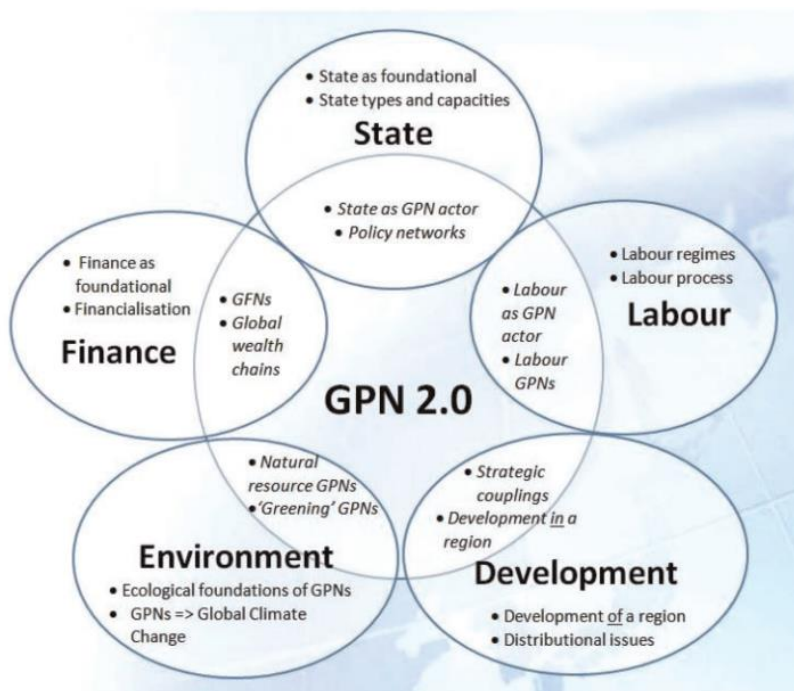 • State as foundational
• State types and capacities
State
• State as GPN actor
• Policy networks
• Finance as
foundational
• Financialisation
Finance
• GFNs
• Global
wealth
chains
• Labour
as GPN
actor
• Labour
GPNs
• Labour regimes
• Labour process
Labour
GPN 2.0
• Natural
resource GPNs
• ‘Greening’ GPNs
Environment
• Ecological foundations of GPNs
• GPNs => Global Climate
Change
• Strategic
couplings
• Development in a
region
Development
• Development of a region
• Distributional issues